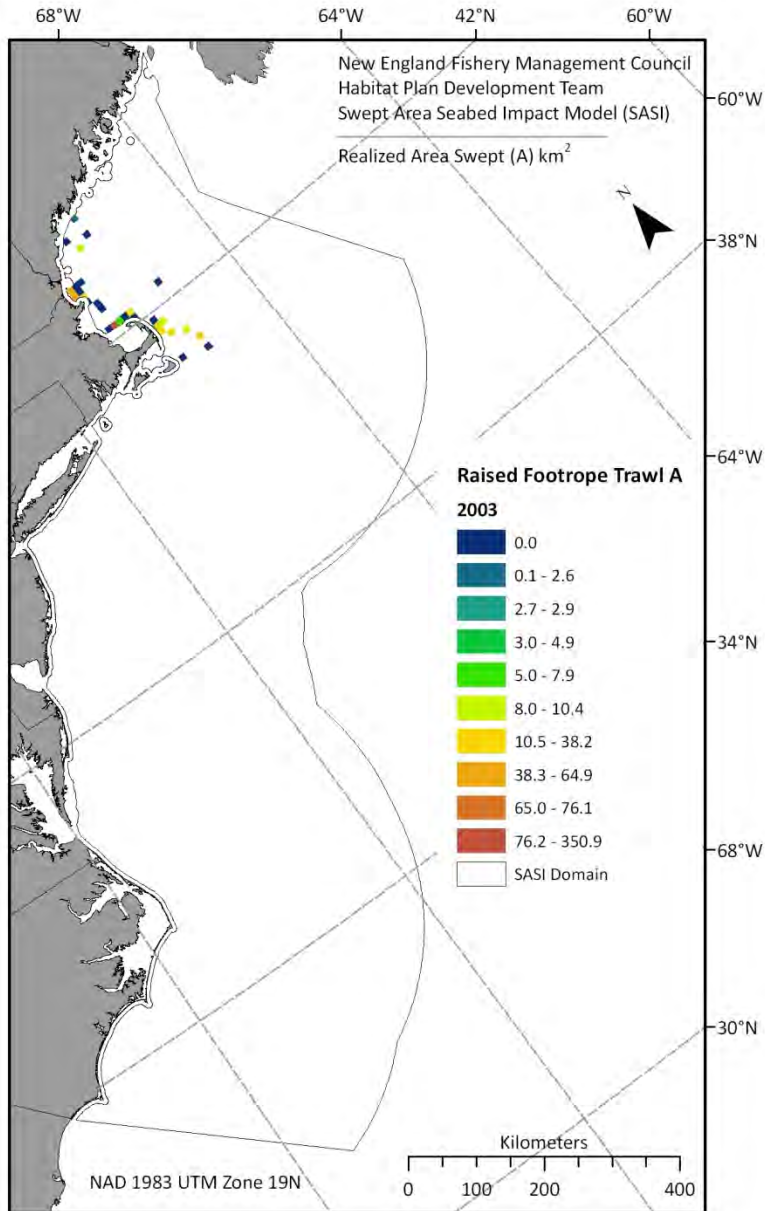 68°W
64°W
42°N
60°W
New England Fishery Management Council
Habitat Plan Development Team
Swept Area Seabed Impact Model (SASI)
Realized Area Swept (A) km²
N
60°W
38°N
64°W
34°N
68°W
30°N
Raised Footrope Trawl A
2003
0.0
0.1 - 2.6
2.7 - 2.9
3.0 - 4.9
5.0 - 7.9
8.0 - 10.4
10.5 - 38.2
38.3 - 64.9
65.0 - 76.1
76.2 - 350.9
SASI Domain
Kilometers
0 100 200 300 400
NAD 1983 UTM Zone 19N